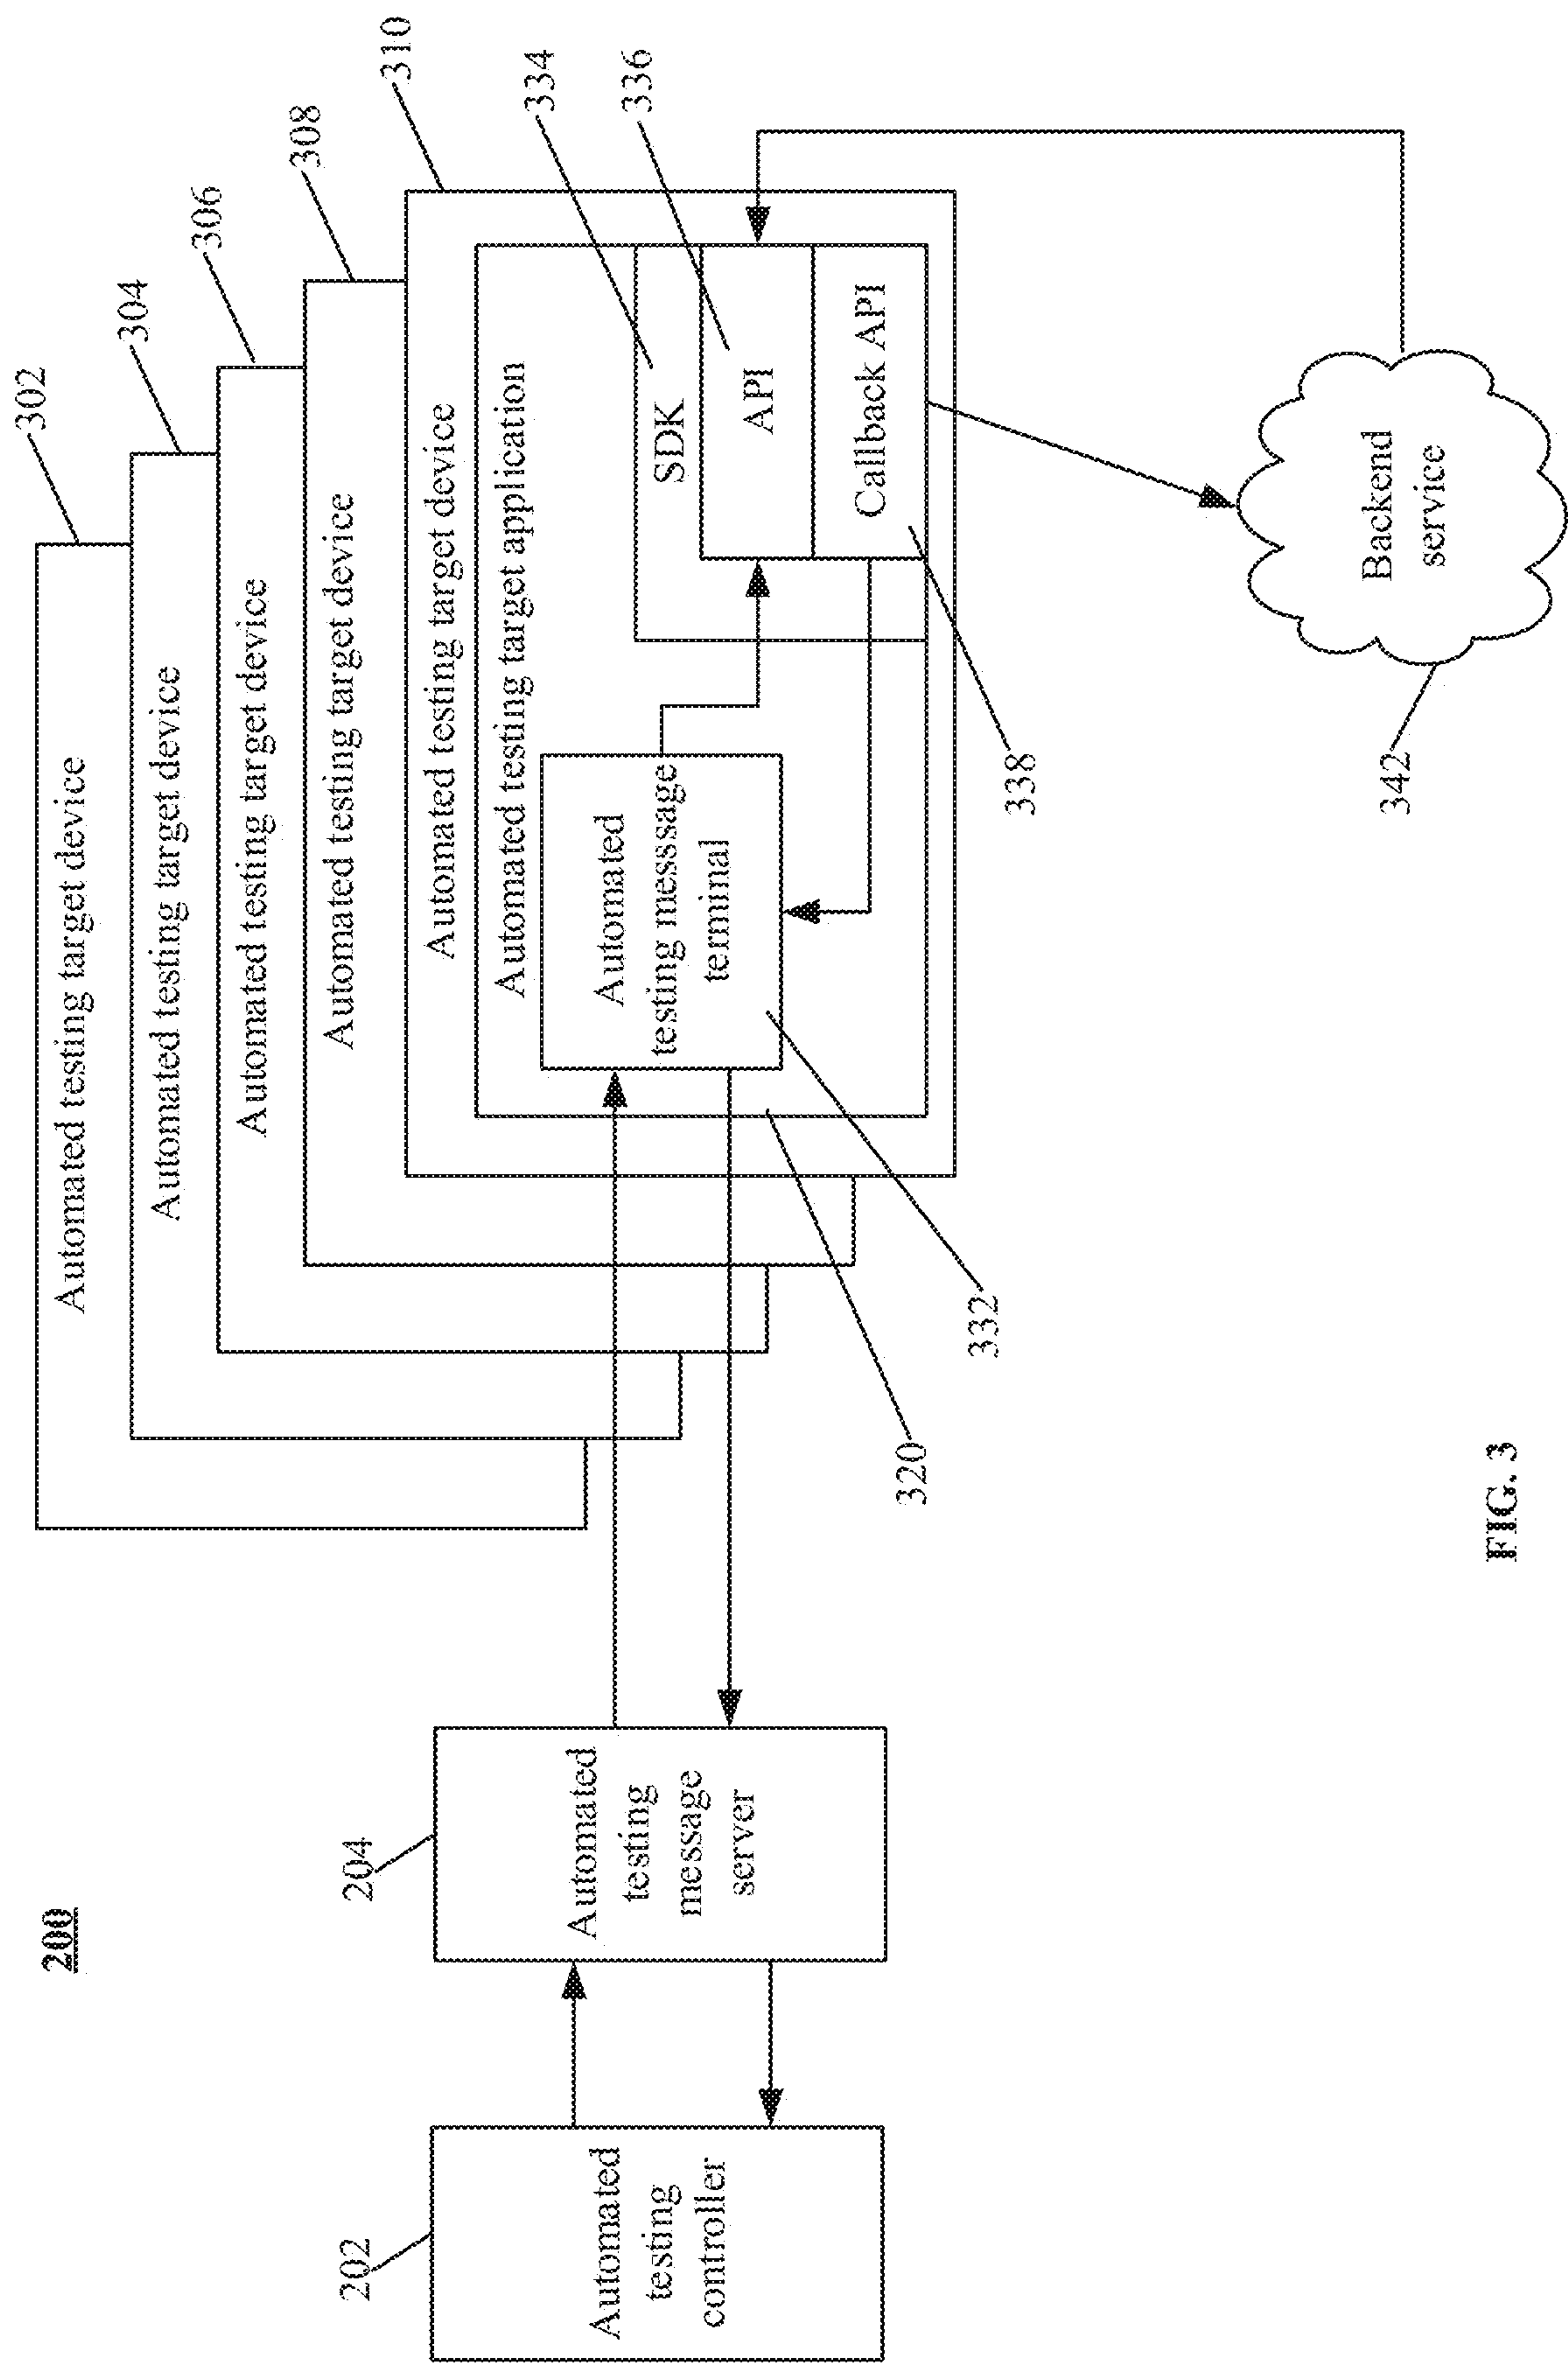 200
302
Automated testing target device
304
Automated testing target device
306
Automated testing target device
308
Automated testing target device
310
Automated testing target device
Automated testing target application
334
SDK
336
API
Callback API
338
Automated
testing messsage
terminal
332
320
204
Automated
testing
message
server
202
Automated
testing
controller
Backend
service
342
FIG. 3